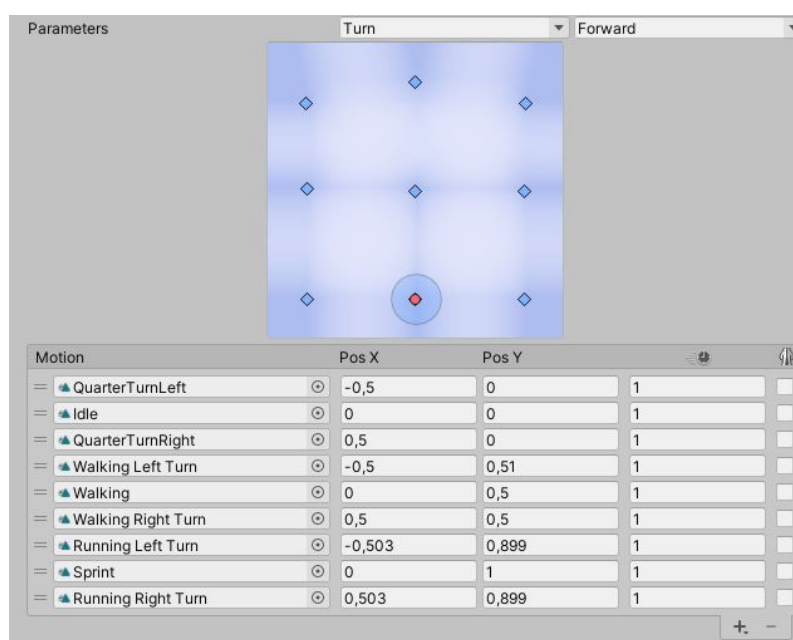 Parameters Turn Forward
Motion Pos X Pos Y
QuarterTurnLeft -0,5 0 1
Idle 0 0 1
QuarterTurnRight 0,5 0 1
Walking Left Turn -0,5 0,51 1
Walking 0 0,5 1
Walking Right Turn 0,5 0,5 1
Running Left Turn -0,503 0,899 1
Sprint 0 1 1
Running Right Turn 0,503 0,899 1